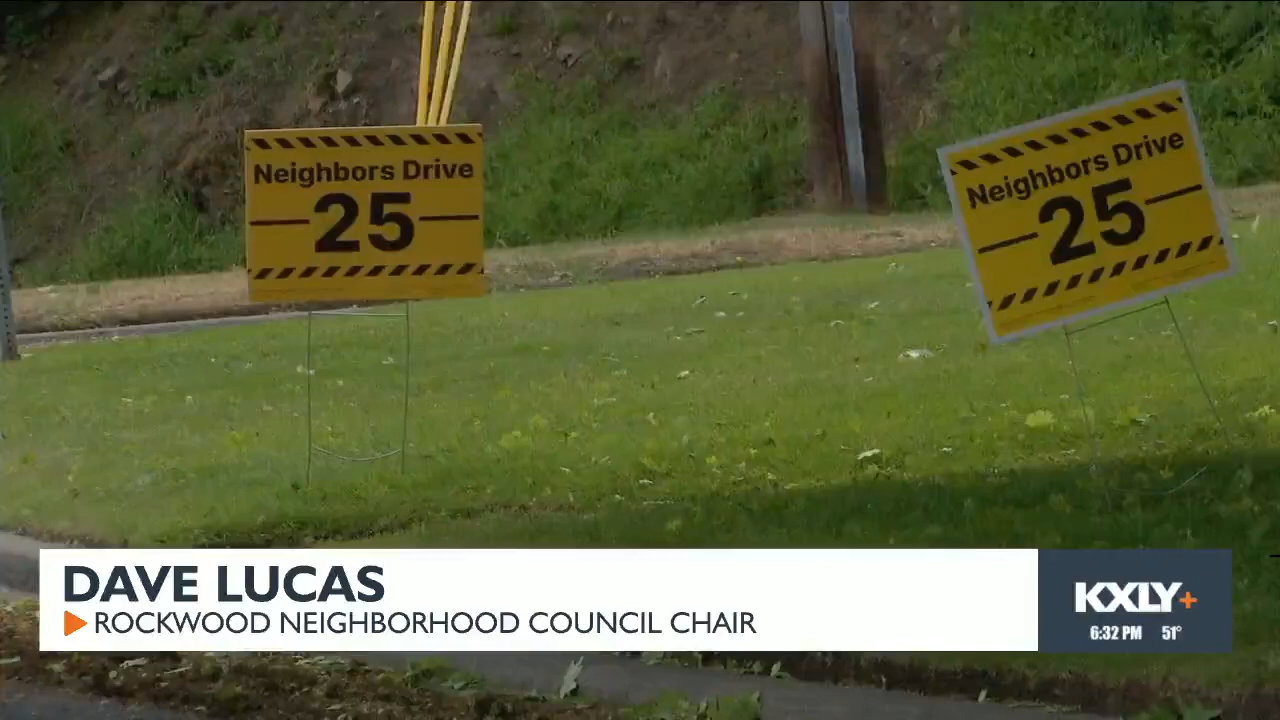 Neighbors Drive
25
Neighbors Drive
25
DAVE LUCAS
ROCKWOOD NEIGHBORHOOD COUNCIL CHAIR
KXLY+
6:32 PM 51°